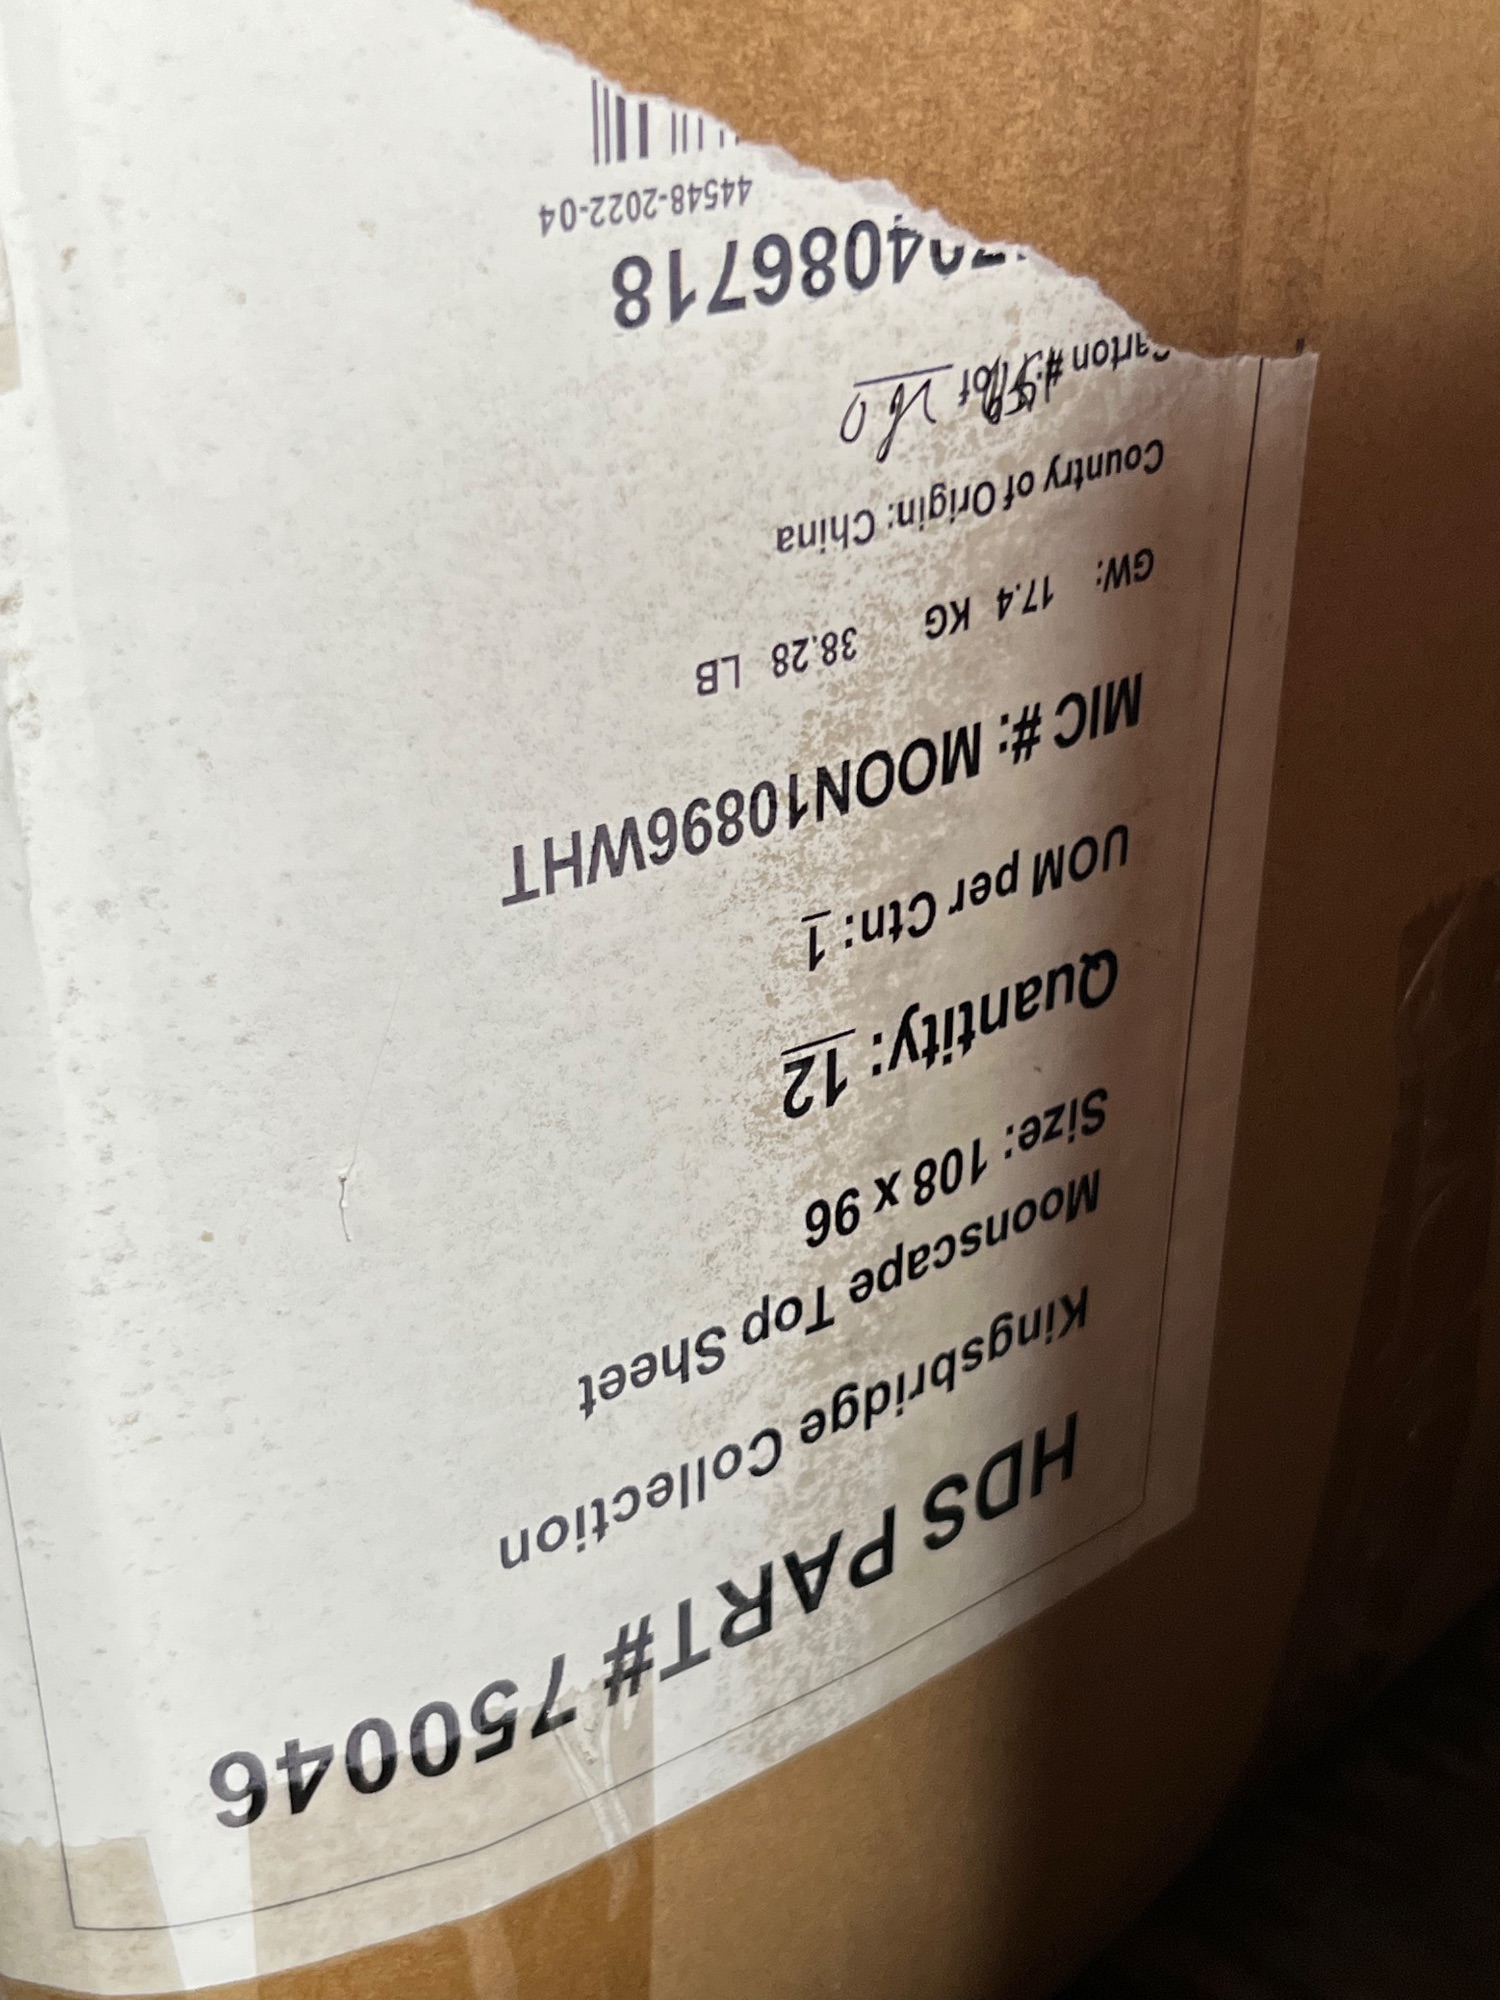 HDS PART# 750046
Kingsbridge Collection
Moonscape Top Sheet
Size: 108 x 96
Quantity: 12
UOM per Ctn: 1
MIC #: MOON10896WHT
GW: 17.4 KG 38.28 LB
Country of Origin: China
Carton #: of
4086718
44548-2022-04